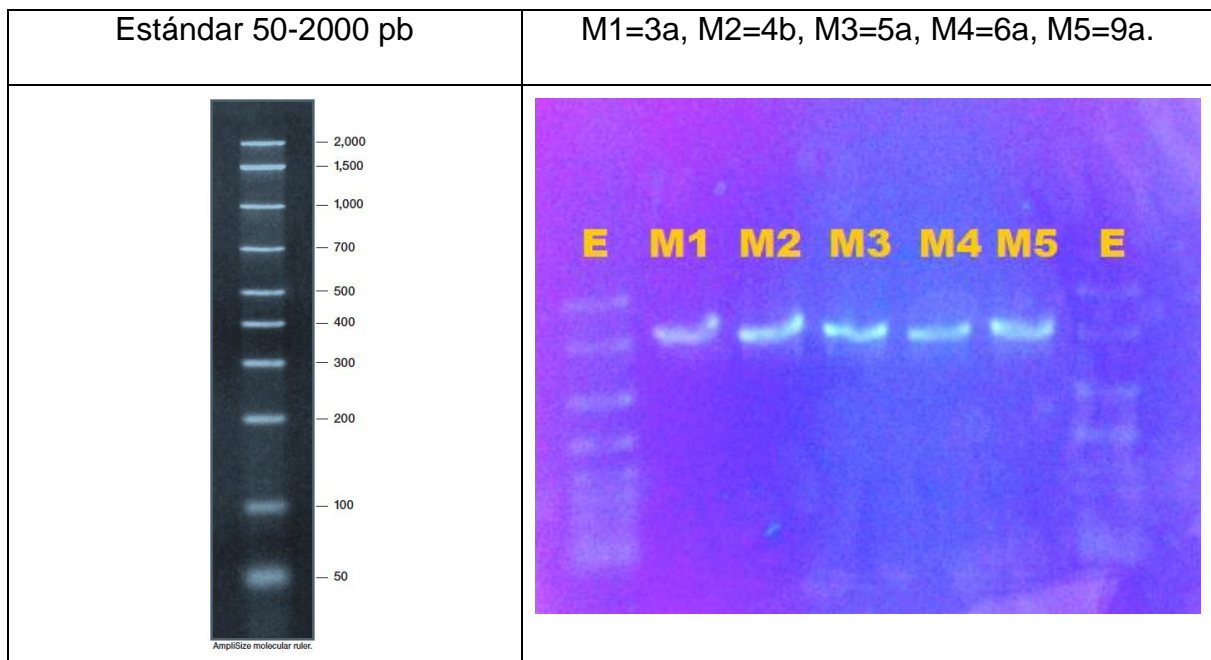 Estándar 50-2000 pb
M1=3a, M2=4b, M3=5a, M4=6a, M5=9a.
2,000
1,500
1,000
700
500
400
300
200
100
50
AmpliSize molecular ruler.
E M1 M2 M3 M4 M5 E